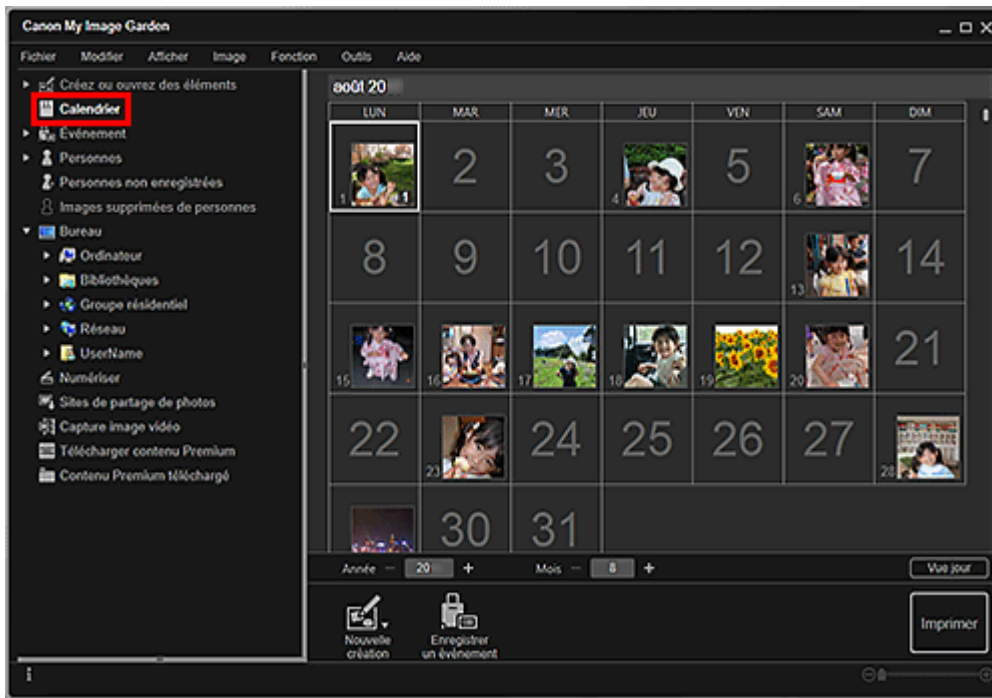 Canon My Image Garden
Fichier Modifier Afficher Image Fonction Outils Aide
Créez ou ouvrez des éléments
Calendrier
Événement
Personnes
Personnes non enregistrées
Images supprimées de personnes
Bureau
Ordinateur
Bibliothèques
Groupe résidentiel
Réseau
UserName
Numériser
Sites de partage de photos
Capture image vidéo
Télécharger contenu Premium
Contenu Premium téléchargé
août 20
LUN MAR MER JEU VEN SAM DIM
1 1 2 3 4 5 6 7
8 9 10 11 12 13 14
15 16 17 18 19 20 21
22 23 24 25 26 27 28
30 31
Année − 20 + Mois − 8 + Vue jour
Nouvelle création
Enregistrer un événement
Imprimer